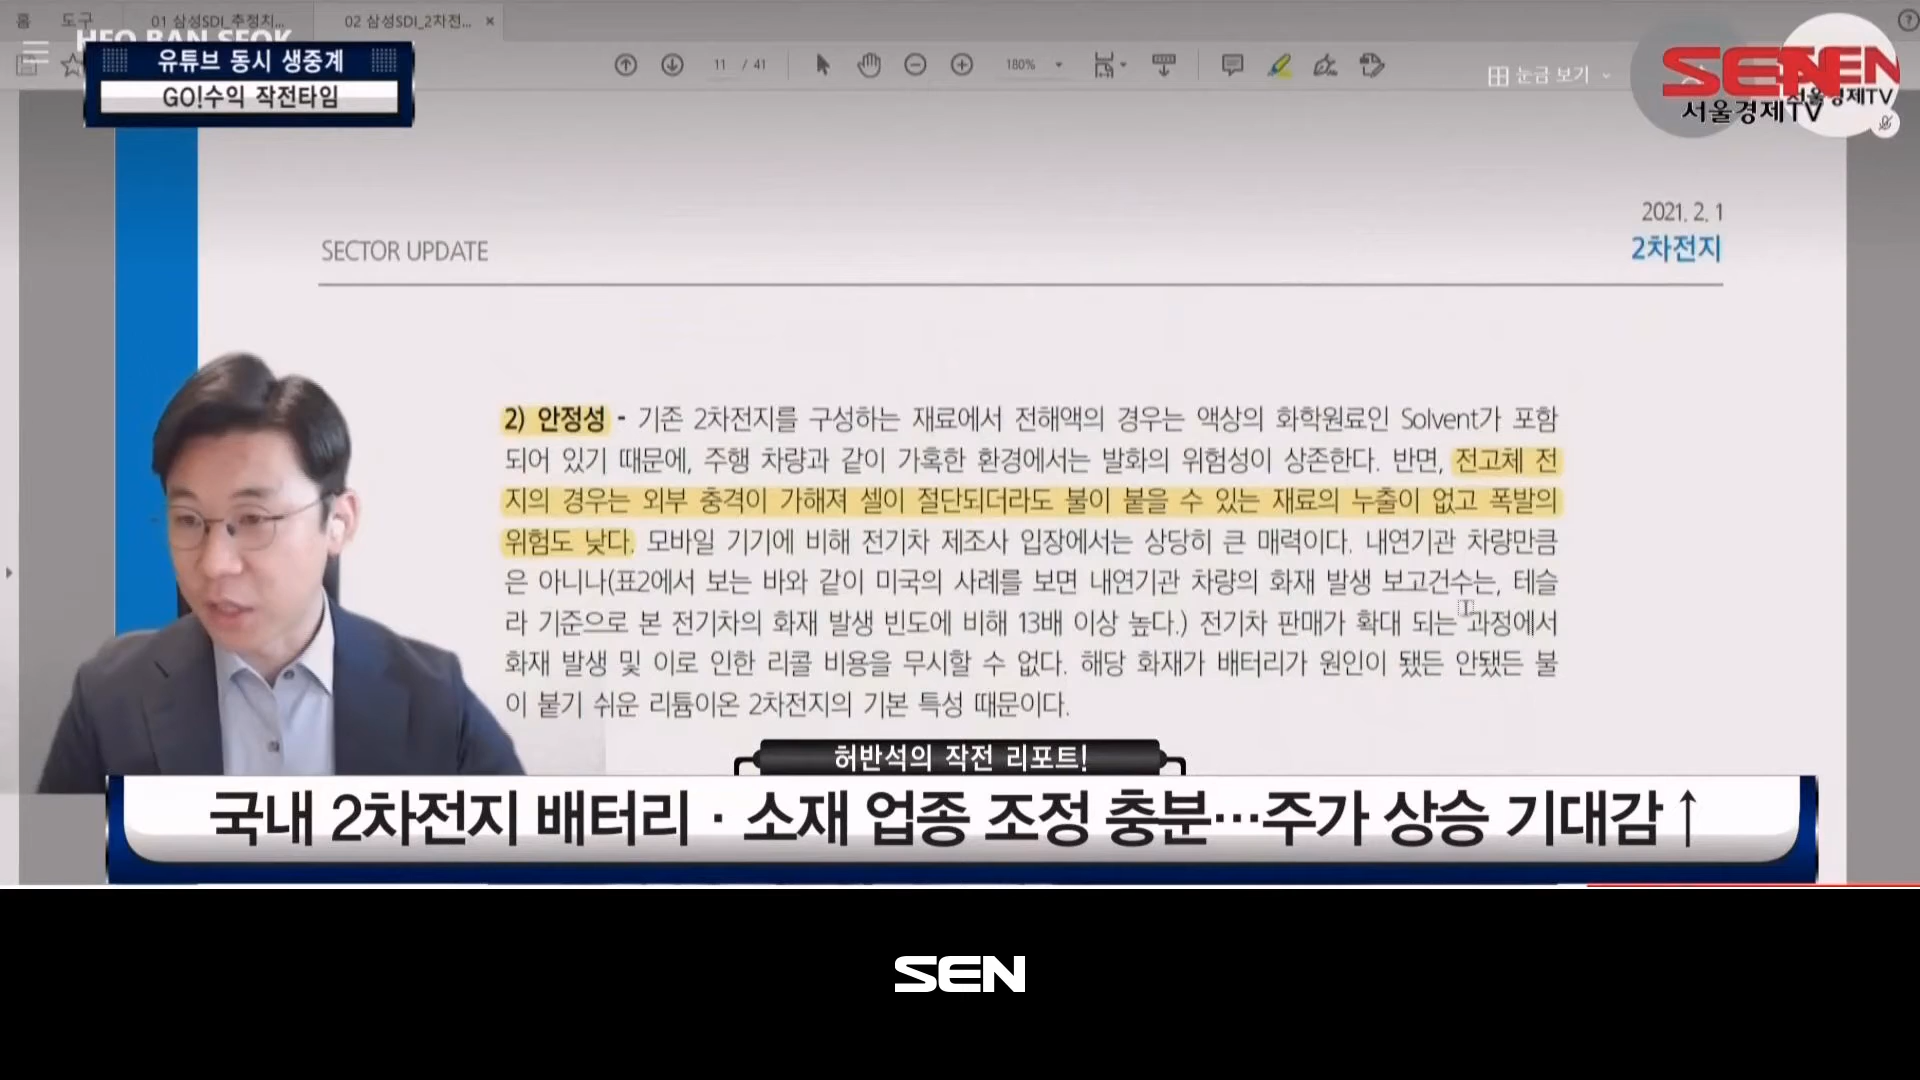 홈 도구 01 삼성SDI_추정치... 02 삼성SDI_2차전... ×
HEO BAN SEOK
유튜브 동시 생중계
GO!수익 작전타임
11 / 41
180%
눈금 보기
SEN
서울경제TV
2021. 2. 1
SECTOR UPDATE
2차전지
2) 안정성 - 기존 2차전지를 구성하는 재료에서 전해액의 경우는 액상의 화학원료인 Solvent가 포함
되어 있기 때문에, 주행 차량과 같이 가혹한 환경에서는 발화의 위험성이 상존한다. 반면, 전고체 전
지의 경우는 외부 충격이 가해져 셀이 절단되더라도 불이 붙을 수 있는 재료의 누출이 없고 폭발의
위험도 낮다. 모바일 기기에 비해 전기차 제조사 입장에서는 상당히 큰 매력이다. 내연기관 차량만큼
은 아니나(표2에서 보는 바와 같이 미국의 사례를 보면 내연기관 차량의 화재 발생 보고건수는, 테슬
라 기준으로 본 전기차의 화재 발생 빈도에 비해 13배 이상 높다.) 전기차 판매가 확대 되는 과정에서
화재 발생 및 이로 인한 리콜 비용을 무시할 수 없다. 해당 화재가 배터리가 원인이 됐든 안됐든 불
이 붙기 쉬운 리튬이온 2차전지의 기본 특성 때문이다.
허반석의 작전 리포트!
국내 2차전지 배터리·소재 업종 조정 충분…주가 상승 기대감↑
SEN